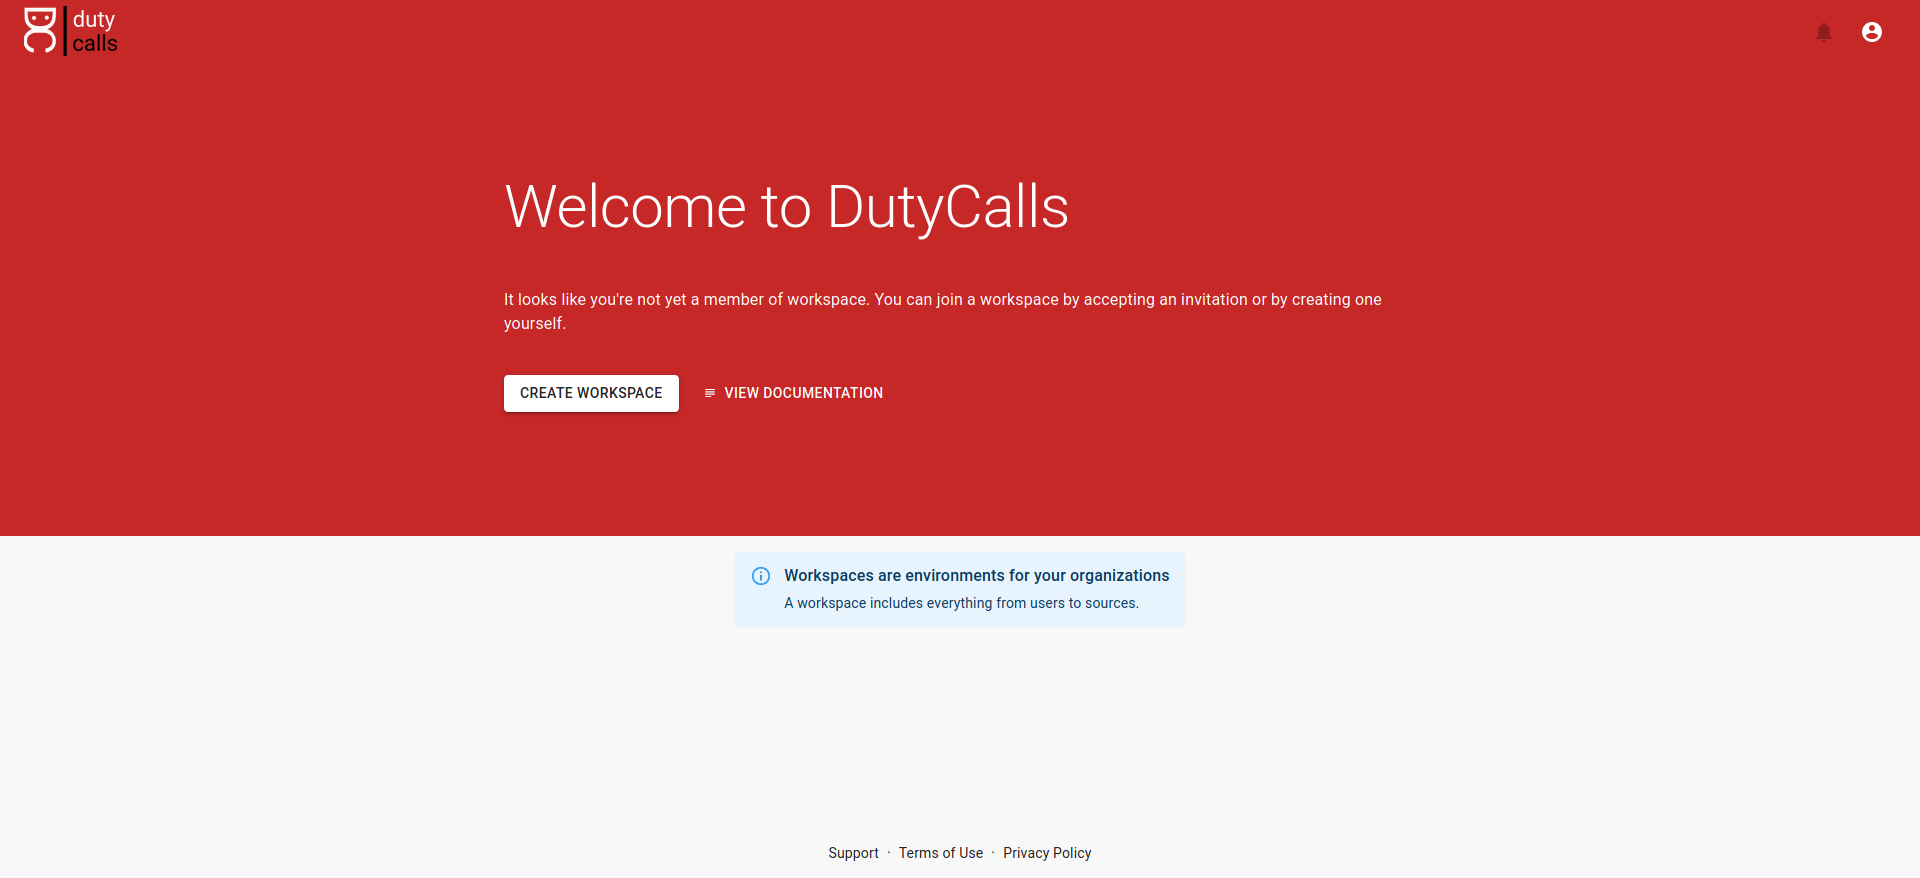 duty
calls
Welcome to DutyCalls
It looks like you're not yet a member of workspace. You can join a workspace by accepting an invitation or by creating one
yourself.
CREATE WORKSPACE
VIEW DOCUMENTATION
Workspaces are environments for your organizations
A workspace includes everything from users to sources.
Support · Terms of Use · Privacy Policy